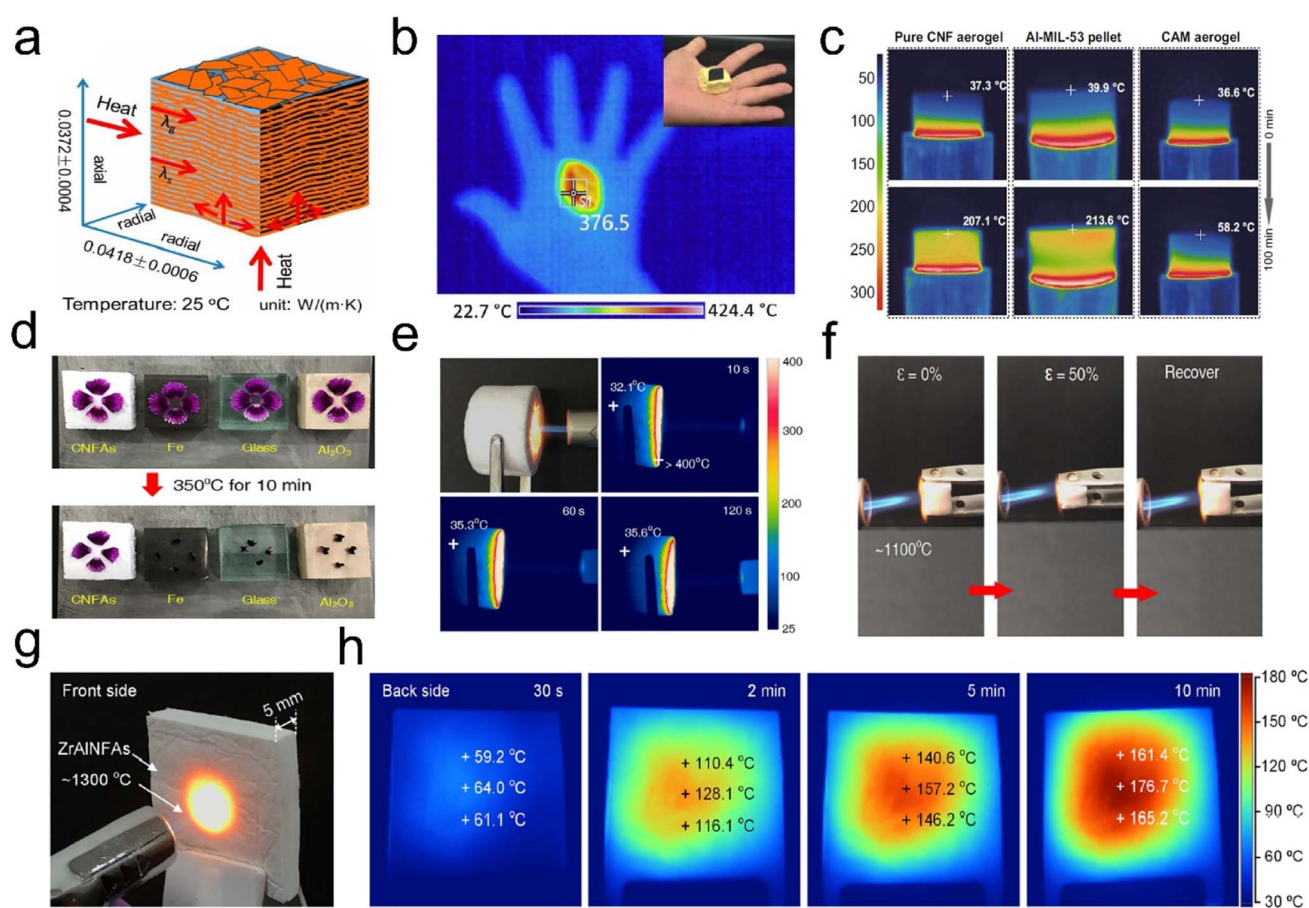 a
Heat
λg
λs
axial
0.0372±0.0004
radial
radial
0.0418±0.0006
Heat
Temperature: 25 °C
unit: W/(m·K)
b
376.5
22.7 °C
424.4 °C
c
Pure CNF aerogel
Al-MIL-53 pellet
CAM aerogel
50
100
150
200
250
300
37.3 °C
39.9 °C
36.6 °C
207.1 °C
213.6 °C
58.2 °C
0 min
100 min
d
CNFAs
Fe
Glass
Al₂O₃
350°C for 10 min
CNFAs
Fe
Glass
Al₂O₃
e
10 s
32.1°C
> 400°C
60 s
35.3°C
120 s
35.6°C
400
300
200
100
25
f
ε = 0%
ε = 50%
Recover
~1100°C
g
Front side
5 mm
ZrAlNFAs
~1300 °C
h
Back side
30 s
+ 59.2 °C
+ 64.0 °C
+ 61.1 °C
2 min
+ 110.4 °C
+ 128.1 °C
+ 116.1 °C
5 min
+ 140.6 °C
+ 157.2 °C
+ 146.2 °C
10 min
+ 161.4 °C
+ 176.7 °C
+ 165.2 °C
180 °C
150 °C
120 °C
90 °C
60 °C
30 °C